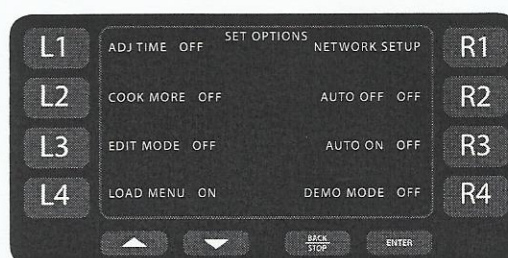 SET OPTIONS
L1 ADJ TIME OFF NETWORK SETUP R1
L2 COOK MORE OFF AUTO OFF OFF R2
L3 EDIT MODE OFF AUTO ON OFF R3
L4 LOAD MENU ON DEMO MODE OFF R4
BACK
STOP
ENTER